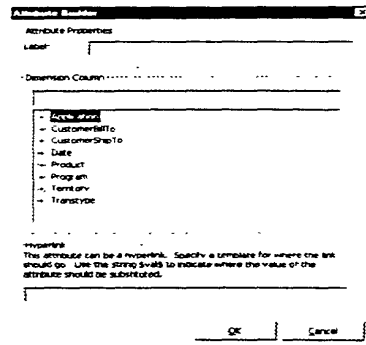 Attribute Builder
Attribute Properties
Label
Dimension Column
Application
CustomerBillTo
CustomerShipTo
Date
Product
Program
Territory
Transtype
Hyperlink
This attribute can be a hyperlink. Specify a template for where the link
should go. Use the string $val$ to indicate where the value of the
attribute should be substituted.
OK Cancel